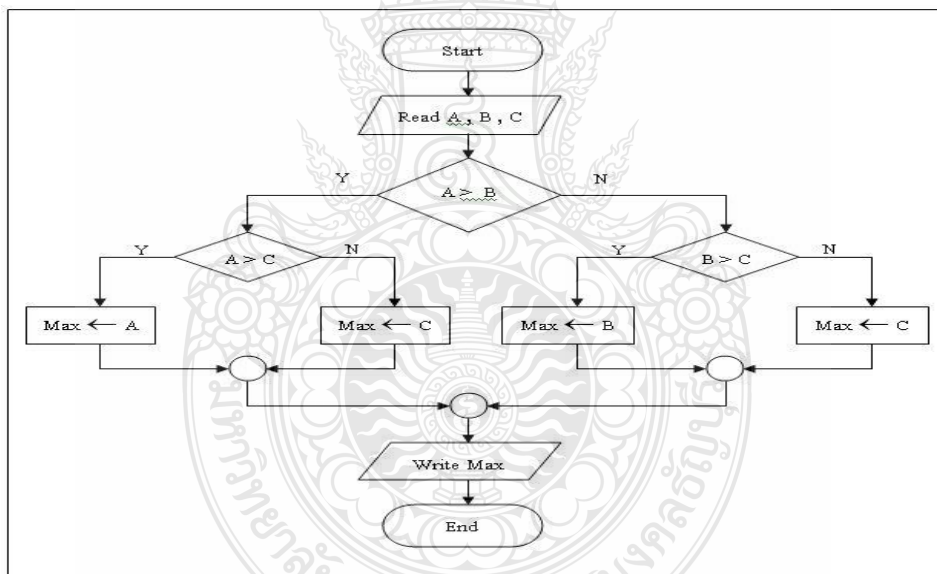 Start
Read A , B , C
A > B
Y
N
A > C
Y
N
B > C
Y
N
Max ← A
Max ← C
Max ← B
Max ← C
Write Max
End